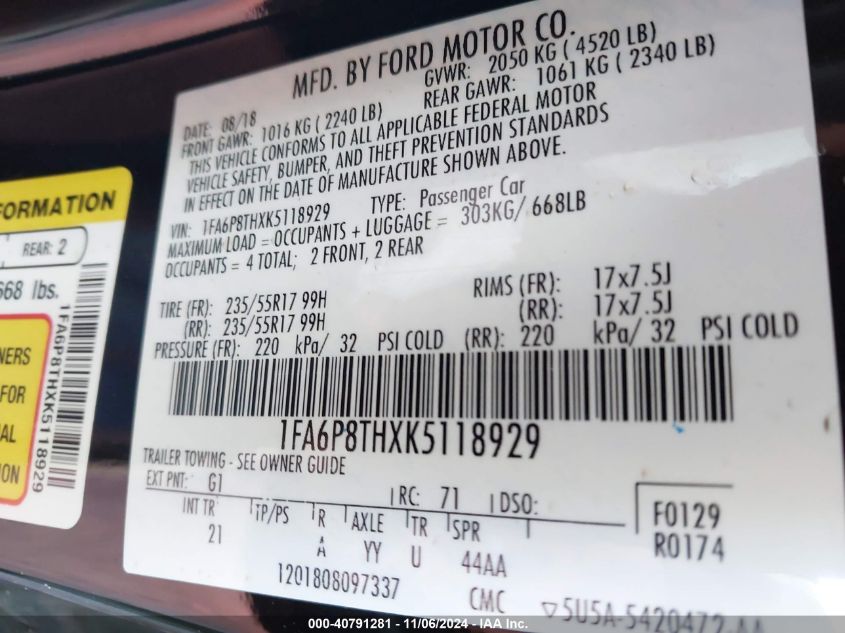 MFD. BY FORD MOTOR CO.
DATE: 08/18
GVWR: 2050 KG ( 4520 LB)
FRONT GAWR: 1016 KG ( 2240 LB)
REAR GAWR: 1061 KG ( 2340 LB)
THIS VEHICLE CONFORMS TO ALL APPLICABLE FEDERAL MOTOR
VEHICLE SAFETY, BUMPER, AND THEFT PREVENTION STANDARDS
IN EFFECT ON THE DATE OF MANUFACTURE SHOWN ABOVE.
VIN: 1FA6P8THXK5118929 TYPE: Passenger Car
MAXIMUM LOAD = OCCUPANTS + LUGGAGE = 303KG/ 668LB
OCCUPANTS = 4 TOTAL; 2 FRONT, 2 REAR
TIRE (FR): 235/55R17 99H RIMS (FR): 17x7.5J
(RR): 235/55R17 99H (RR): 17x7.5J
PRESSURE (FR): 220 kPa/ 32 PSI COLD (RR): 220 kPa/ 32 PSI COLD
1FA6P8THXK5118929
TRAILER TOWING - SEE OWNER GUIDE
EXT PNT: G1 RC: 71 DSO:
INT TR TP/PS R AXLE TR SPR
21 A YY U 44AA
F0129
R0174
1201808097337
CMC 5U5A-5420472-AA
FORMATION
REAR: 2
668 lbs.
1FA6P8THXK5118929
NERS
FOR
AL
ION
000-40791281 - 11/06/2024 - IAA Inc.